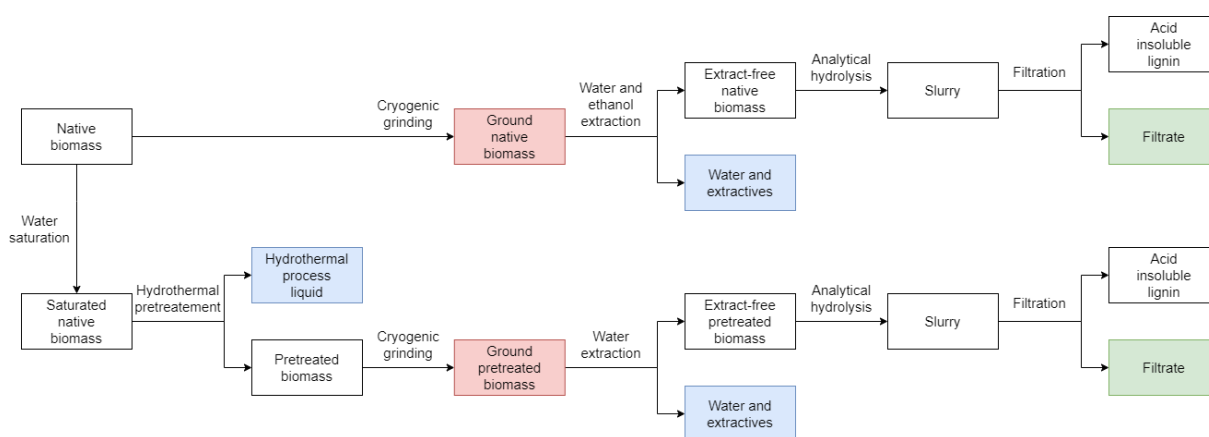 Native
biomass
Cryogenic
grinding
Ground
native
biomass
Water and
ethanol
extraction
Extract-free
native
biomass
Water and
extractives
Analytical
hydrolysis
Slurry
Filtration
Acid
insoluble
lignin
Filtrate
Water
saturation
Saturated
native
biomass
Hydrothermal
pretreatement
Hydrothermal
process
liquid
Pretreated
biomass
Cryogenic
grinding
Ground
pretreated
biomass
Water
extraction
Extract-free
pretreated
biomass
Water and
extractives
Analytical
hydrolysis
Slurry
Filtration
Acid
insoluble
lignin
Filtrate